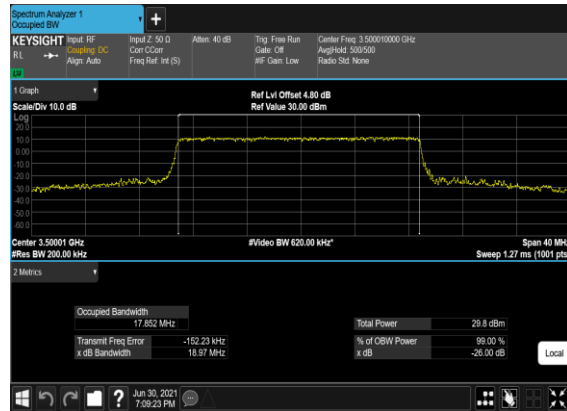 Spectrum Analyzer 1
Occupied BW
KEYSIGHT Input: RF Input Z: 50 Ω Atten: 40 dB Trig: Free Run Center Freq: 3.500010000 GHz
Coupling: DC Corr CCorr Gate: Off Avg|Hold: 500/500
RL Align: Auto Freq Ref: Int (S) #IF Gain: Low Radio Std: None
1 Graph
Ref Lvl Offset 4.80 dB
Scale/Div 10.0 dB Ref Value 30.00 dBm
Log
20.0
10.0
0.00
-10.0
-20.0
-30.0
-40.0
-50.0
-60.0
Center 3.50001 GHz #Video BW 620.00 kHz* Span 40 MHz
#Res BW 200.00 kHz Sweep 1.27 ms (1001 pts
2 Metrics
Occupied Bandwidth
17.852 MHz Total Power 29.8 dBm
Transmit Freq Error -152.23 kHz % of OBW Power 99.00 %
x dB Bandwidth 18.97 MHz x dB -26.00 dB
Local
?
Jun 30, 2021
7:09:23 PM